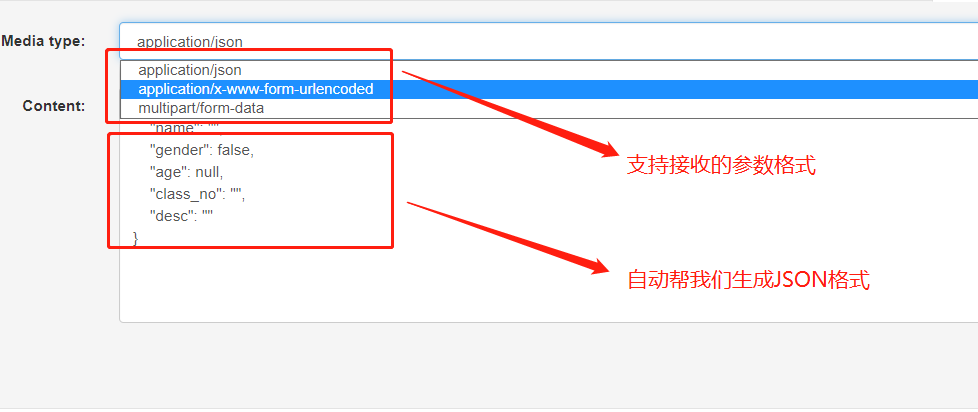 Media type:
application/json
application/json
application/x-www-form-urlencoded
multipart/form-data
Content:
"name": "",
"gender": false,
"age": null,
"class_no": "",
"desc": ""
}
支持接收的参数格式
自动帮我们生成JSON格式